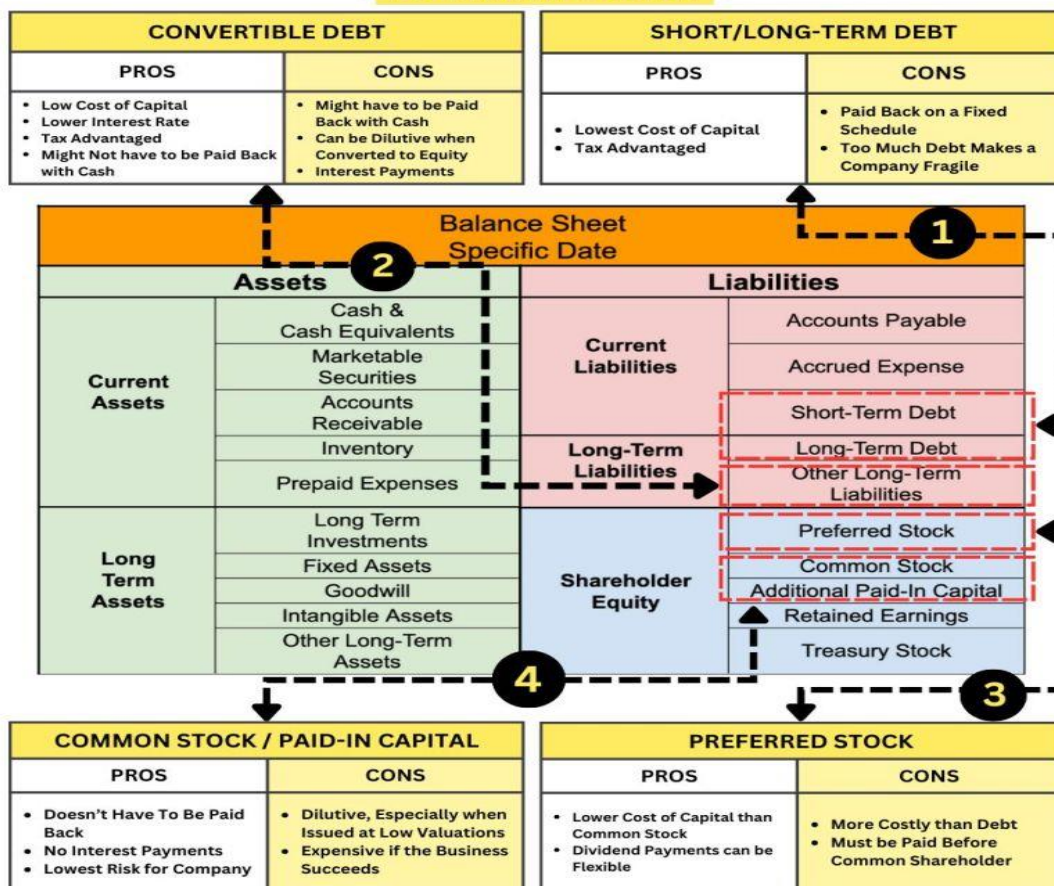 CONVERTIBLE DEBT
PROS
• Low Cost of Capital
• Lower Interest Rate
• Tax Advantaged
• Might Not have to be Paid Back
with Cash
CONS
• Might have to be Paid
Back with Cash
• Can be Dilutive when
Converted to Equity
• Interest Payments
SHORT/LONG-TERM DEBT
PROS
• Lowest Cost of Capital
• Tax Advantaged
CONS
• Paid Back on a Fixed
Schedule
• Too Much Debt Makes a
Company Fragile
1
Balance Sheet
Specific Date
2
Assets
Current
Assets
Cash &
Cash Equivalents
Marketable
Securities
Accounts
Receivable
Inventory
Prepaid Expenses
Long
Term
Assets
Long Term
Investments
Fixed Assets
Goodwill
Intangible Assets
Other Long-Term
Assets
Liabilities
Current
Liabilities
Accounts Payable
Accrued Expense
Short-Term Debt
Long-Term
Liabilities
Long-Term Debt
Other Long-Term
Liabilities
Shareholder
Equity
Preferred Stock
Common Stock
Additional Paid-In Capital
Retained Earnings
Treasury Stock
4
3
COMMON STOCK / PAID-IN CAPITAL
PROS
• Doesn't Have To Be Paid
Back
• No Interest Payments
• Lowest Risk for Company
CONS
• Dilutive, Especially when
Issued at Low Valuations
• Expensive if the Business
Succeeds
PREFERRED STOCK
PROS
• Lower Cost of Capital than
Common Stock
• Dividend Payments can be
Flexible
CONS
• More Costly than Debt
• Must be Paid Before
Common Shareholder